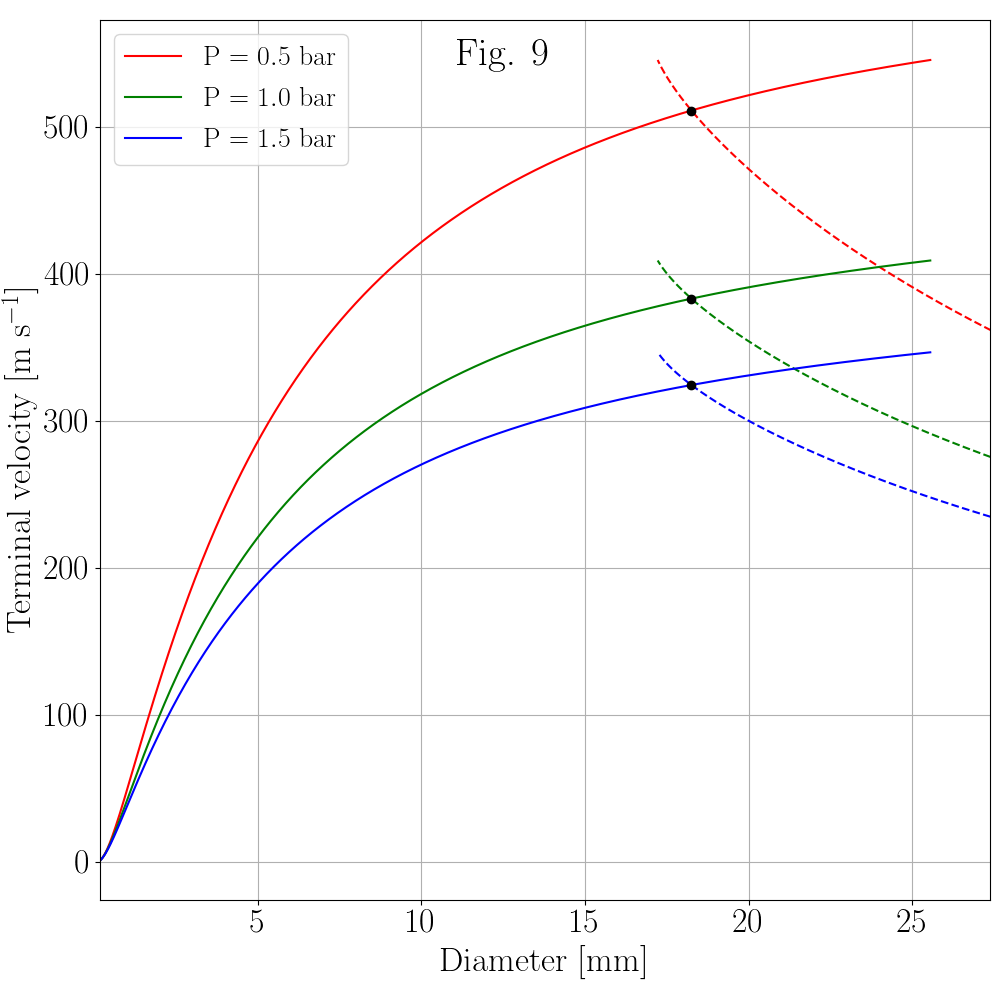 Fig. 9
P = 0.5 bar
P = 1.0 bar
P = 1.5 bar
Terminal velocity [m s⁻¹]
500
400
300
200
100
0
5
10
15
20
25
Diameter [mm]